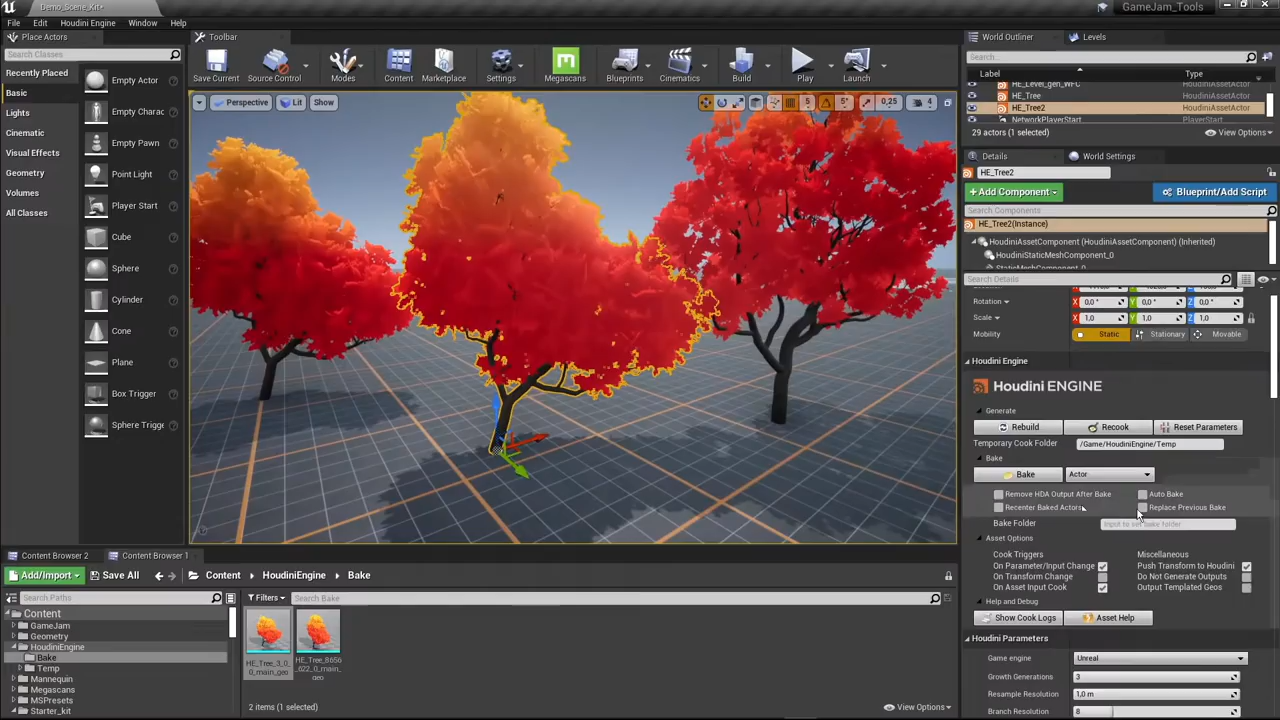 Demo_Scene_Kit•
GameJam_Tools
File Edit Houdini Engine Window Help
Place Actors
Search Classes
Recently Placed
Basic
Lights
Cinematic
Visual Effects
Geometry
Volumes
All Classes
Empty Actor
Empty Charac
Empty Pawn
Point Light
Player Start
Cube
Sphere
Cylinder
Cone
Plane
Box Trigger
Sphere Trigge
Toolbar
Save Current
Source Control
Modes
Content
Marketplace
Settings
Megascans
Blueprints
Cinematics
Build
Play
Launch
Perspective Lit Show
5 5° 0,25 4
World Outliner Levels
Search...
Label Type
HE_Level_gen_WFC HoudiniAssetActor
HE_Tree HoudiniAssetActor
HE_Tree2 HoudiniAssetActor
NetworkPlayerStart PlayerStart
29 actors (1 selected) View Options
Details World Settings
HE_Tree2
+Add Component Blueprint/Add Script
Search Components
HE_Tree2(Instance)
HoudiniAssetComponent (HoudiniAssetComponent) (Inherited)
HoudiniStaticMeshComponent_0
StaticMeshComponent_0
Search Details
Rotation X 0,0 ° Y 0,0 ° Z 0,0 °
Scale X 1,0 Y 1,0 Z 1,0
Mobility Static Stationary Movable
Houdini Engine
Houdini ENGINE
Generate
Rebuild Recook Reset Parameters
Temporary Cook Folder /Game/HoudiniEngine/Temp
Bake
Bake Actor
Remove HDA Output After Bake Auto Bake
Recenter Baked Actors Replace Previous Bake
Bake Folder Input to set bake folder
Asset Options
Cook Triggers Miscellaneous
On Parameter/Input Change Push Transform to Houdini
On Transform Change Do Not Generate Outputs
On Asset Input Cook Output Templated Geos
Help and Debug
Show Cook Logs Asset Help
Houdini Parameters
Game engine Unreal
Growth Generations 3
Resample Resolution 1,0 m
Branch Resolution 8
Content Browser 2 Content Browser 1
Add/Import Save All Content HoudiniEngine Bake
Search Paths
Filters Search Bake
Content
GameJam
Geometry
HoudiniEngine
Bake
Temp
Mannequin
Megascans
MSPresets
Starter_kit
HE_Tree_3_0_
0_main_geo
HE_Tree_8656
_622_0_main_
geo
2 items (1 selected) View Options